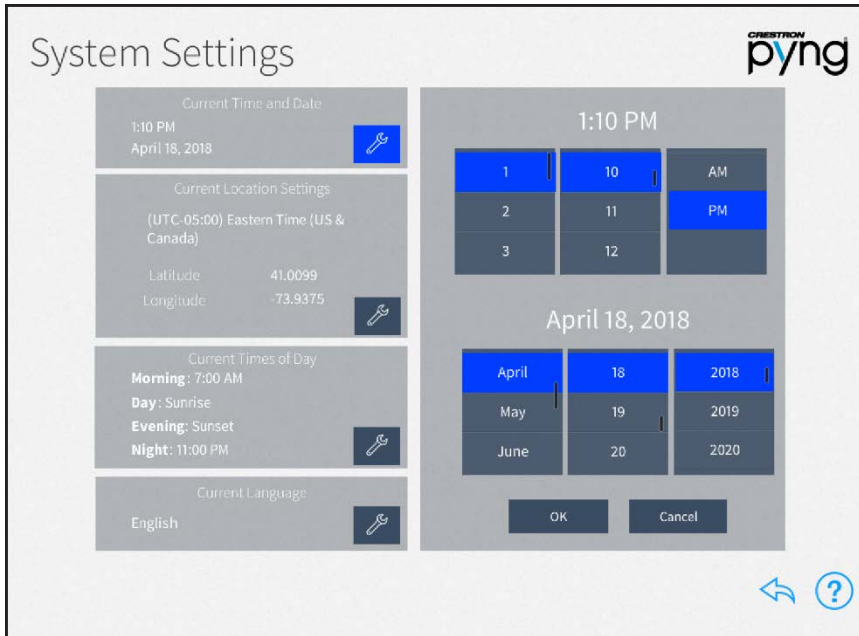 System Settings
CRESTRON
pyng
Current Time and Date
1:10 PM
April 18, 2018
Current Location Settings
(UTC-05:00) Eastern Time (US &
Canada)
Latitude 41.0099
Longitude -73.9375
Current Times of Day
Morning: 7:00 AM
Day: Sunrise
Evening: Sunset
Night: 11:00 PM
Current Language
English
1:10 PM
1 10 AM
2 11 PM
3 12
April 18, 2018
April 18 2018
May 19 2019
June 20 2020
OK Cancel
?